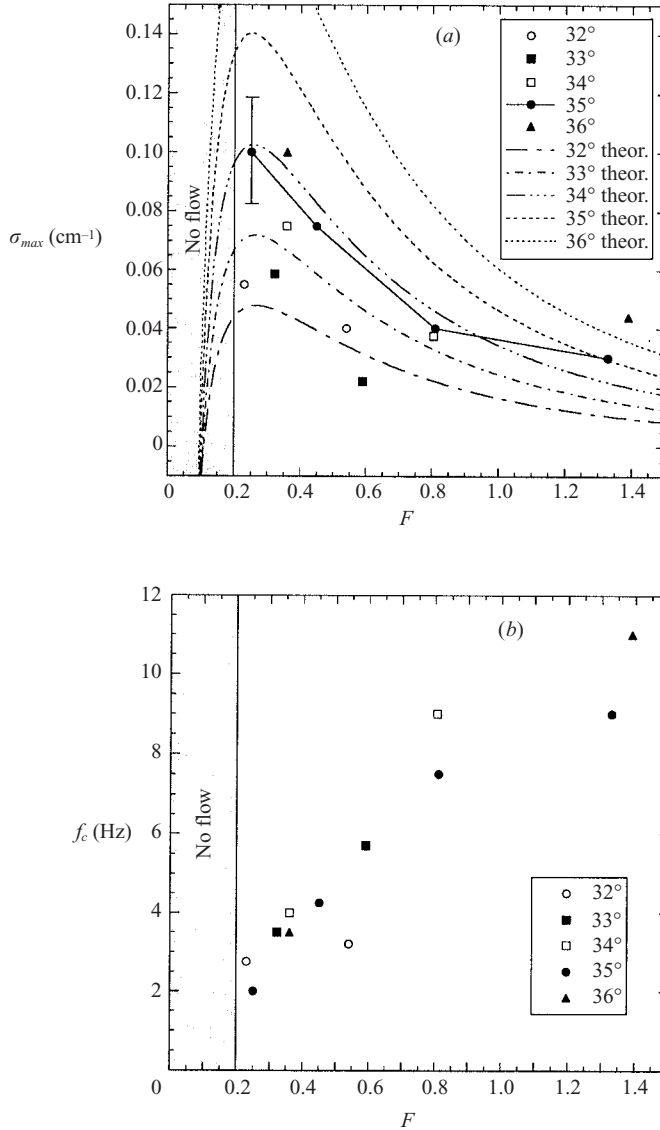 0.14
0.12
0.10
0.08
0.06
0.04
0.02
0
σmax (cm⁻¹)
No flow
(a)
32°
33°
34°
35°
36°
32° theor.
33° theor.
34° theor.
35° theor.
36° theor.
0 0.2 0.4 0.6 0.8 1.0 1.2 1.4
F
12
10
8
6
4
2
0
fc (Hz)
No flow
(b)
32°
33°
34°
35°
36°
0.2 0.4 0.6 0.8 1.0 1.2 1.4
F